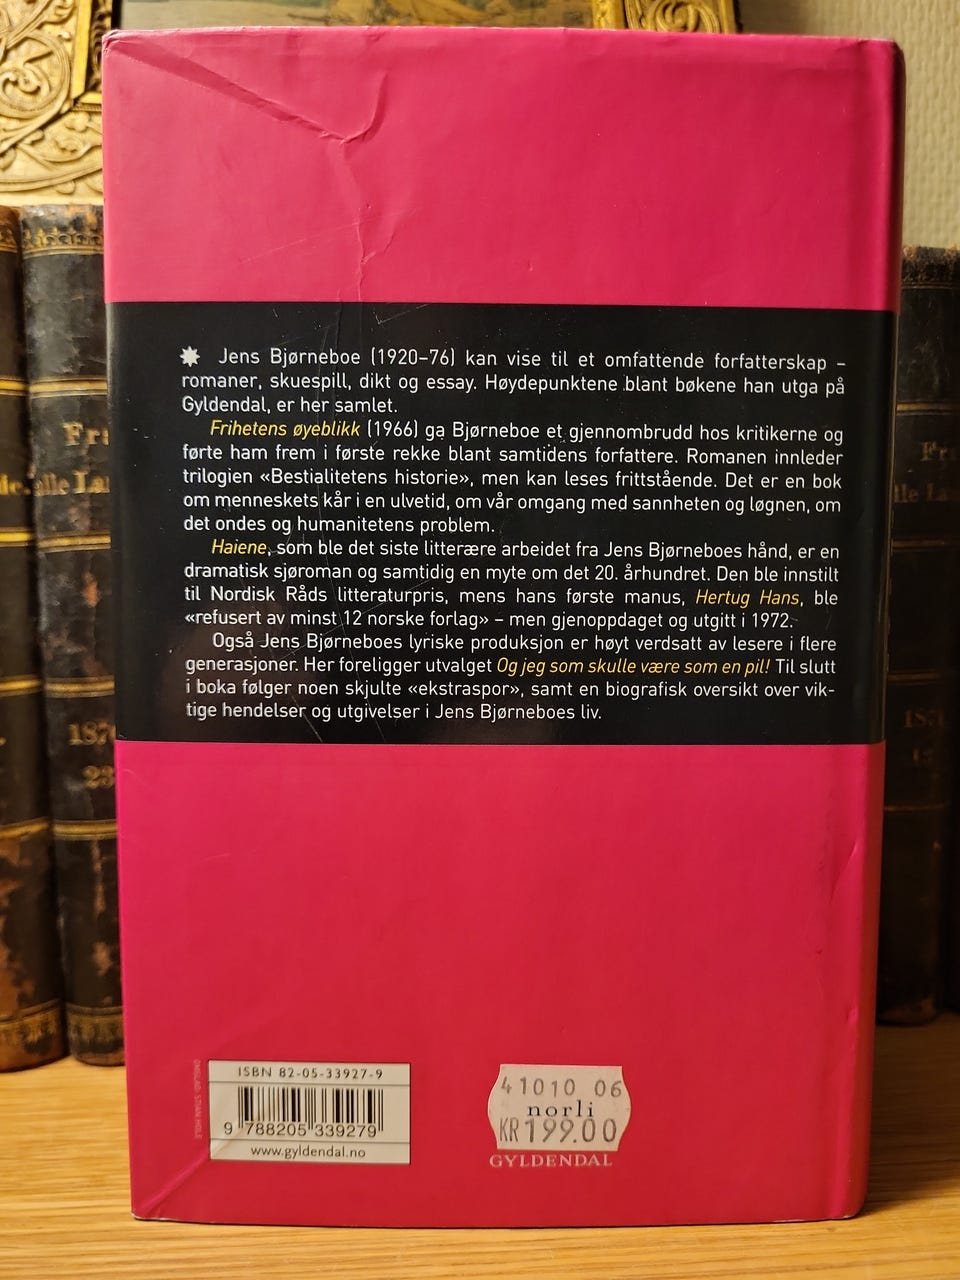 ✸ Jens Bjørneboe (1920–76) kan vise til et omfattende forfatterskap –
romaner, skuespill, dikt og essay. Høydepunktene blant bøkene han utga på
Gyldendal, er her samlet.
Frihetens øyeblikk (1966) ga Bjørneboe et gjennombrudd hos kritikerne og
førte ham frem i første rekke blant samtidens forfattere. Romanen innleder
trilogien «Bestialitetens historie», men kan leses frittstående. Det er en bok
om menneskets kår i en ulvetid, om vår omgang med sannheten og løgnen, om
det ondes og humanitetens problem.
Haiene, som ble det siste litterære arbeidet fra Jens Bjørneboes hånd, er en
dramatisk sjøroman og samtidig en myte om det 20. århundret. Den ble innstilt
til Nordisk Råds litteraturpris, mens hans første manus, Hertug Hans, ble
«refusert av minst 12 norske forlag» – men gjenoppdaget og utgitt i 1972.
Også Jens Bjørneboes lyriske produksjon er høyt verdsatt av lesere i flere
generasjoner. Her foreligger utvalget Og jeg som skulle være som en pil! Til slutt
i boka følger noen skjulte «ekstraspor», samt en biografisk oversikt over vik-
tige hendelser og utgivelser i Jens Bjørneboes liv.
OMSLAG: STIAN HOLE
ISBN 82-05-33927-9
9 788205 339279
www.gyldendal.no
41010 06
norli
KR 199.00
GYLDENDAL
Fra
1876
23